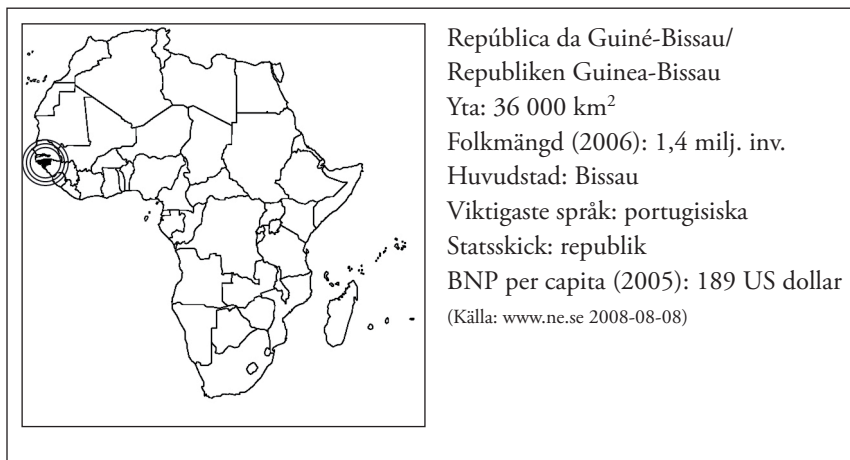 República da Guiné-Bissau/
Republiken Guinea-Bissau
Yta: 36 000 km²
Folkmängd (2006): 1,4 milj. inv.
Huvudstad: Bissau
Viktigaste språk: portugisiska
Statsskick: republik
BNP per capita (2005): 189 US dollar
(Källa: www.ne.se 2008-08-08)